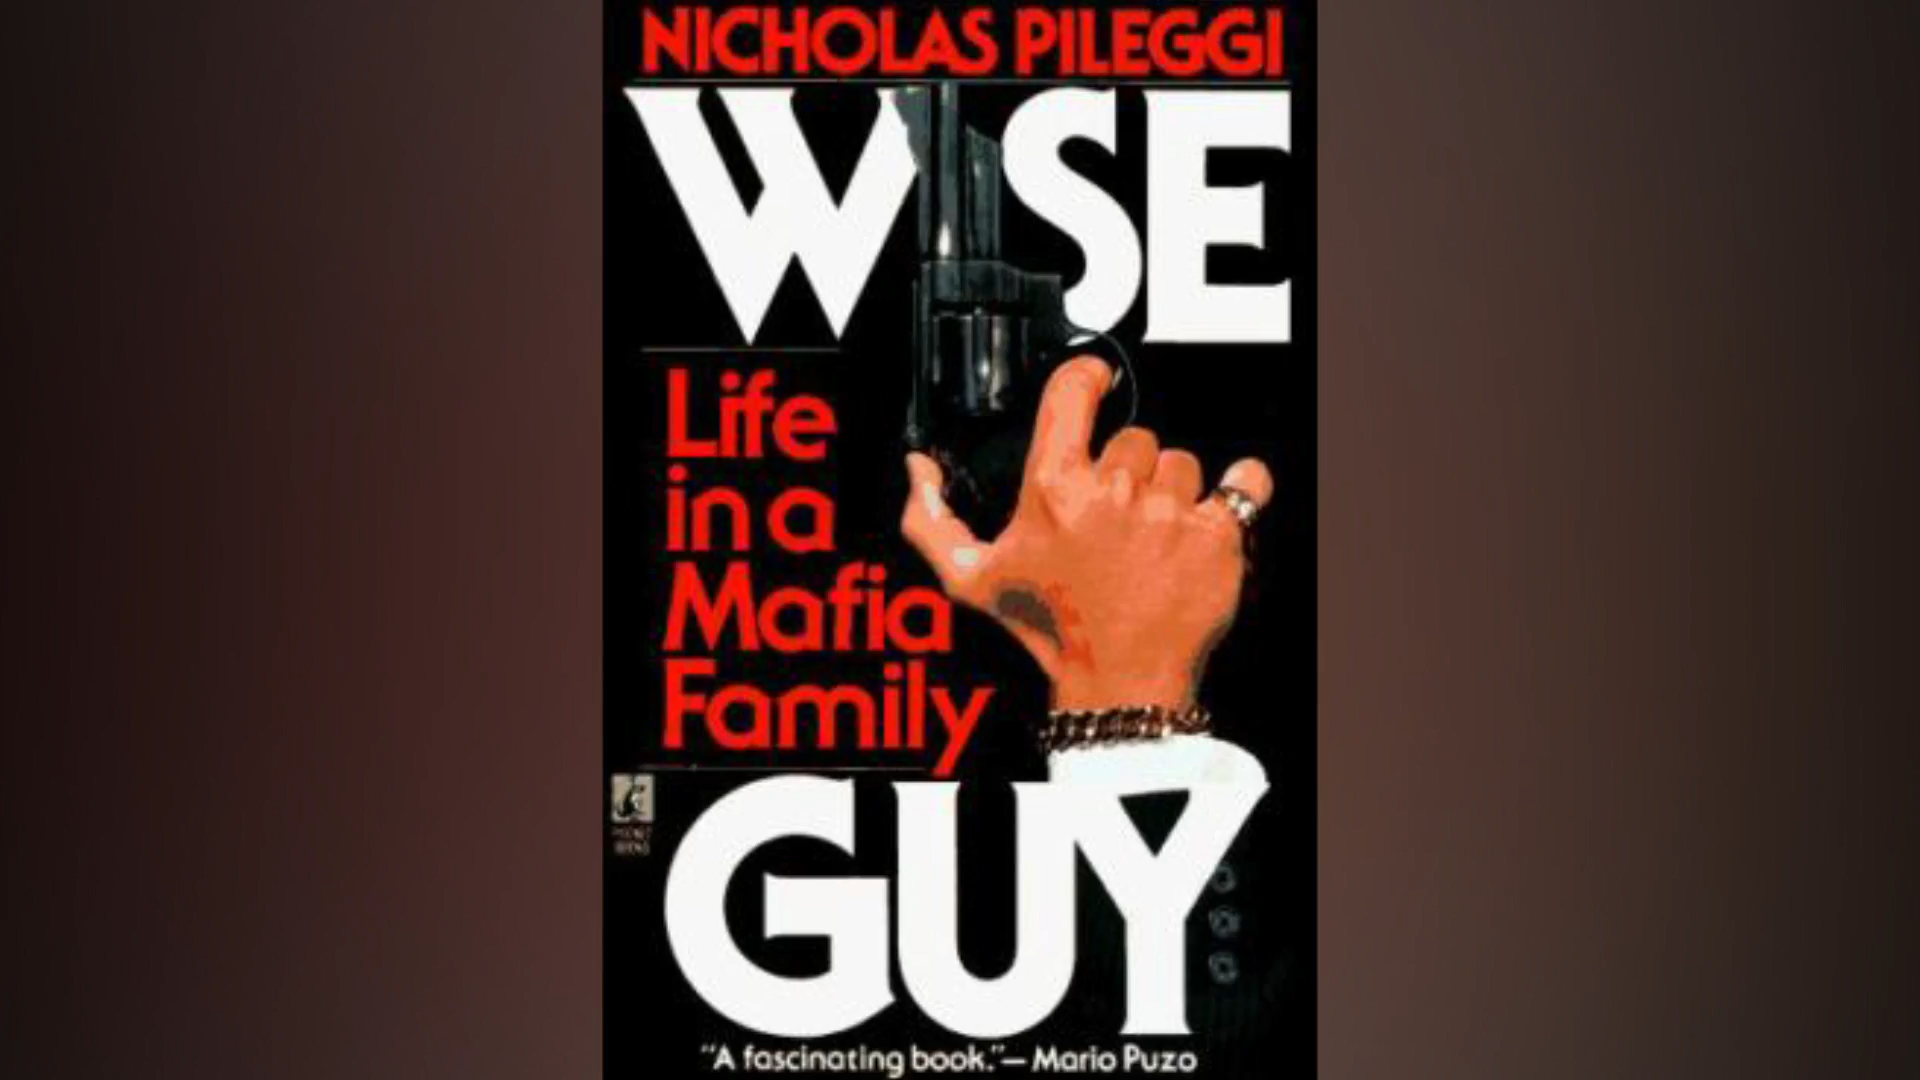 NICHOLAS PILEGGI
WISE
Life
in a
Mafia
Family
GUY
"A fascinating book."—Mario Puzo